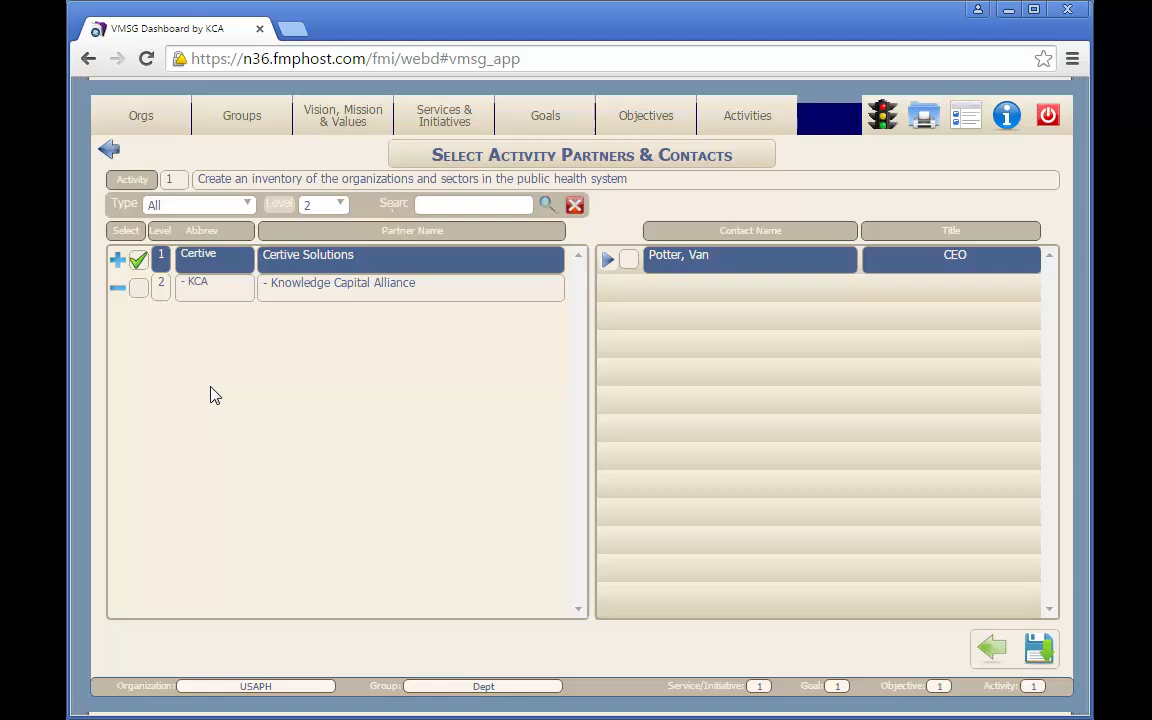 VMSG Dashboard by KCA
https://n36.fmphost.com/fmi/webd#vmsg_app
Orgs
Groups
Vision, Mission
& Values
Services &
Initiatives
Goals
Objectives
Activities
Select Activity Partners & Contacts
Activity 1 Create an inventory of the organizations and sectors in the public health system
Type All Level 2 Searc
Select Level Abbrev Partner Name Contact Name Title
1 Certive Certive Solutions Potter, Van CEO
2 - KCA - Knowledge Capital Alliance
Organization: USAPH Group: Dept Service/Initiative: 1 Goal: 1 Objective: 1 Activity: 1